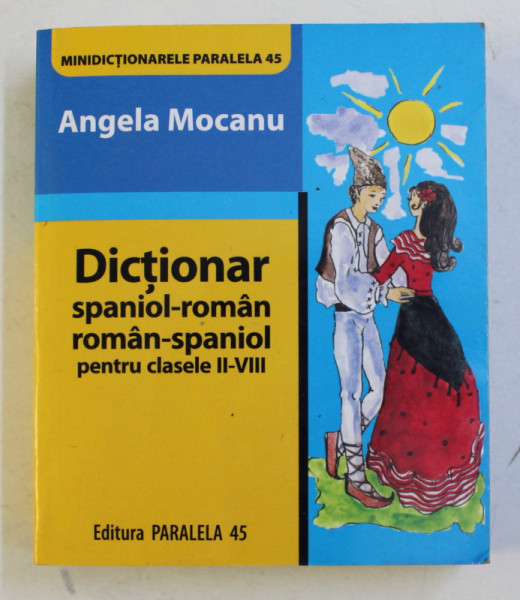 MINIDICȚIONARELE PARALELA 45
Angela Mocanu
Dicționar
spaniol-român
român-spaniol
pentru clasele II-VIII
Editura PARALELA 45